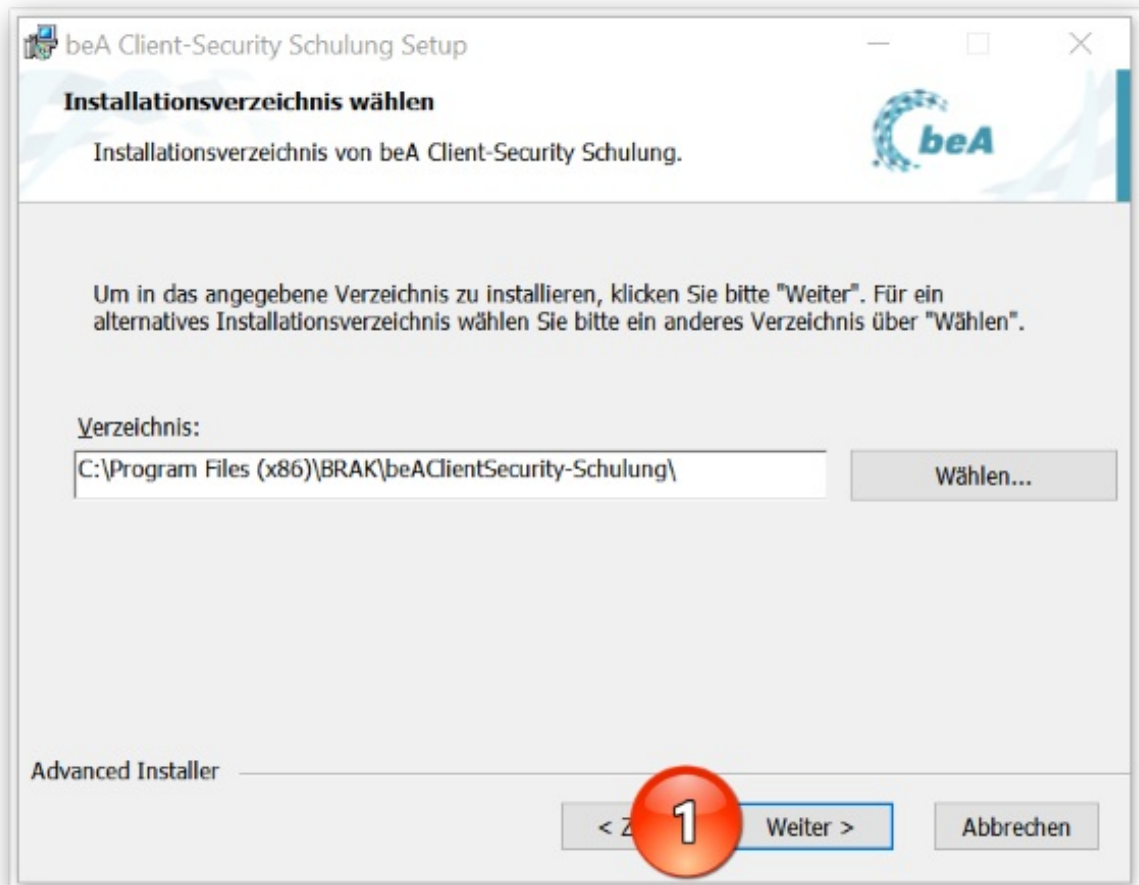 beA Client-Security Schulung Setup
Installationsverzeichnis wählen
Installationsverzeichnis von beA Client-Security Schulung.
beA
Um in das angegebene Verzeichnis zu installieren, klicken Sie bitte "Weiter". Für ein
alternatives Installationsverzeichnis wählen Sie bitte ein anderes Verzeichnis über "Wählen".
Verzeichnis:
C:\Program Files (x86)\BRAK\beAClientSecurity-Schulung\
Wählen...
Advanced Installer
< Z
1
Weiter >
Abbrechen